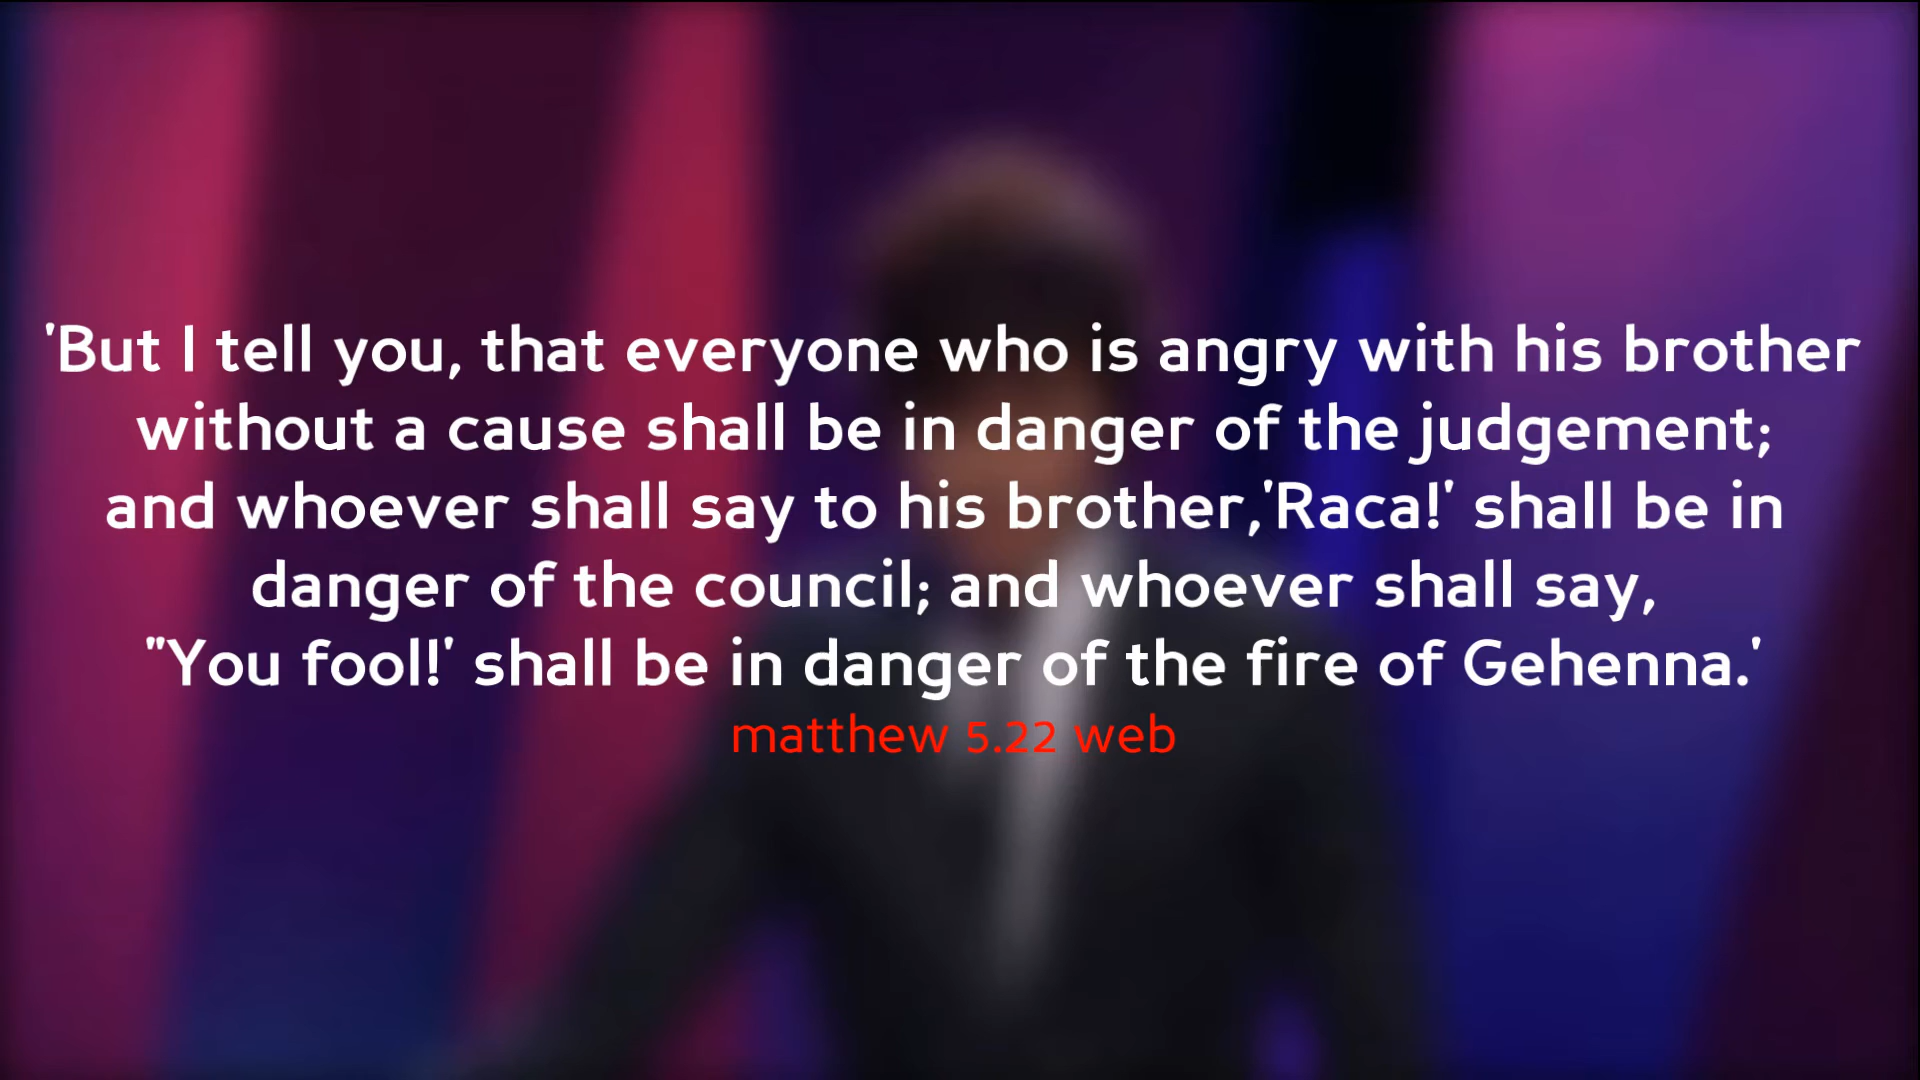 'But I tell you, that everyone who is angry with his brother
without a cause shall be in danger of the judgement;
and whoever shall say to his brother,'Raca!' shall be in
danger of the council; and whoever shall say,
"You fool!' shall be in danger of the fire of Gehenna.'
matthew 5.22 web